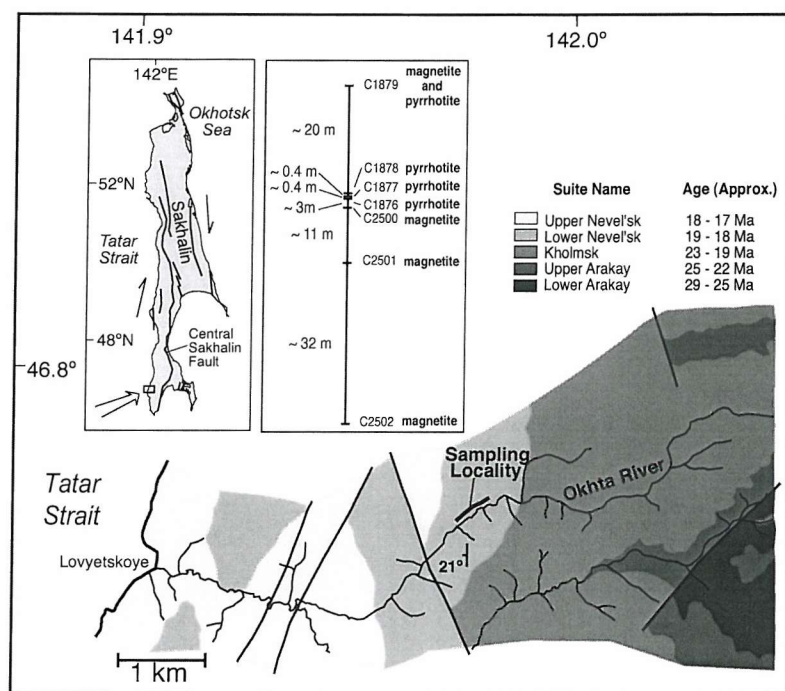 141.9°
142.0°
142°E
Okhotsk
Sea
52°N
Sakhalin
Tatar
Strait
48°N
Central
Sakhalin
Fault
46.8°
magnetite
and
pyrrhotite
C1879
~ 20 m
~ 0.4 m
C1878 pyrrhotite
~ 0.4 m
C1877 pyrrhotite
~ 3m
C1876 pyrrhotite
C2500 magnetite
~ 11 m
C2501 magnetite
~ 32 m
C2502 magnetite
Suite Name Age (Approx.)
Upper Nevel'sk 18 - 17 Ma
Lower Nevel'sk 19 - 18 Ma
Kholmsk 23 - 19 Ma
Upper Arakay 25 - 22 Ma
Lower Arakay 29 - 25 Ma
Sampling
Locality
Okhta River
Tatar
Strait
Lovyetskoye
21°
1 km